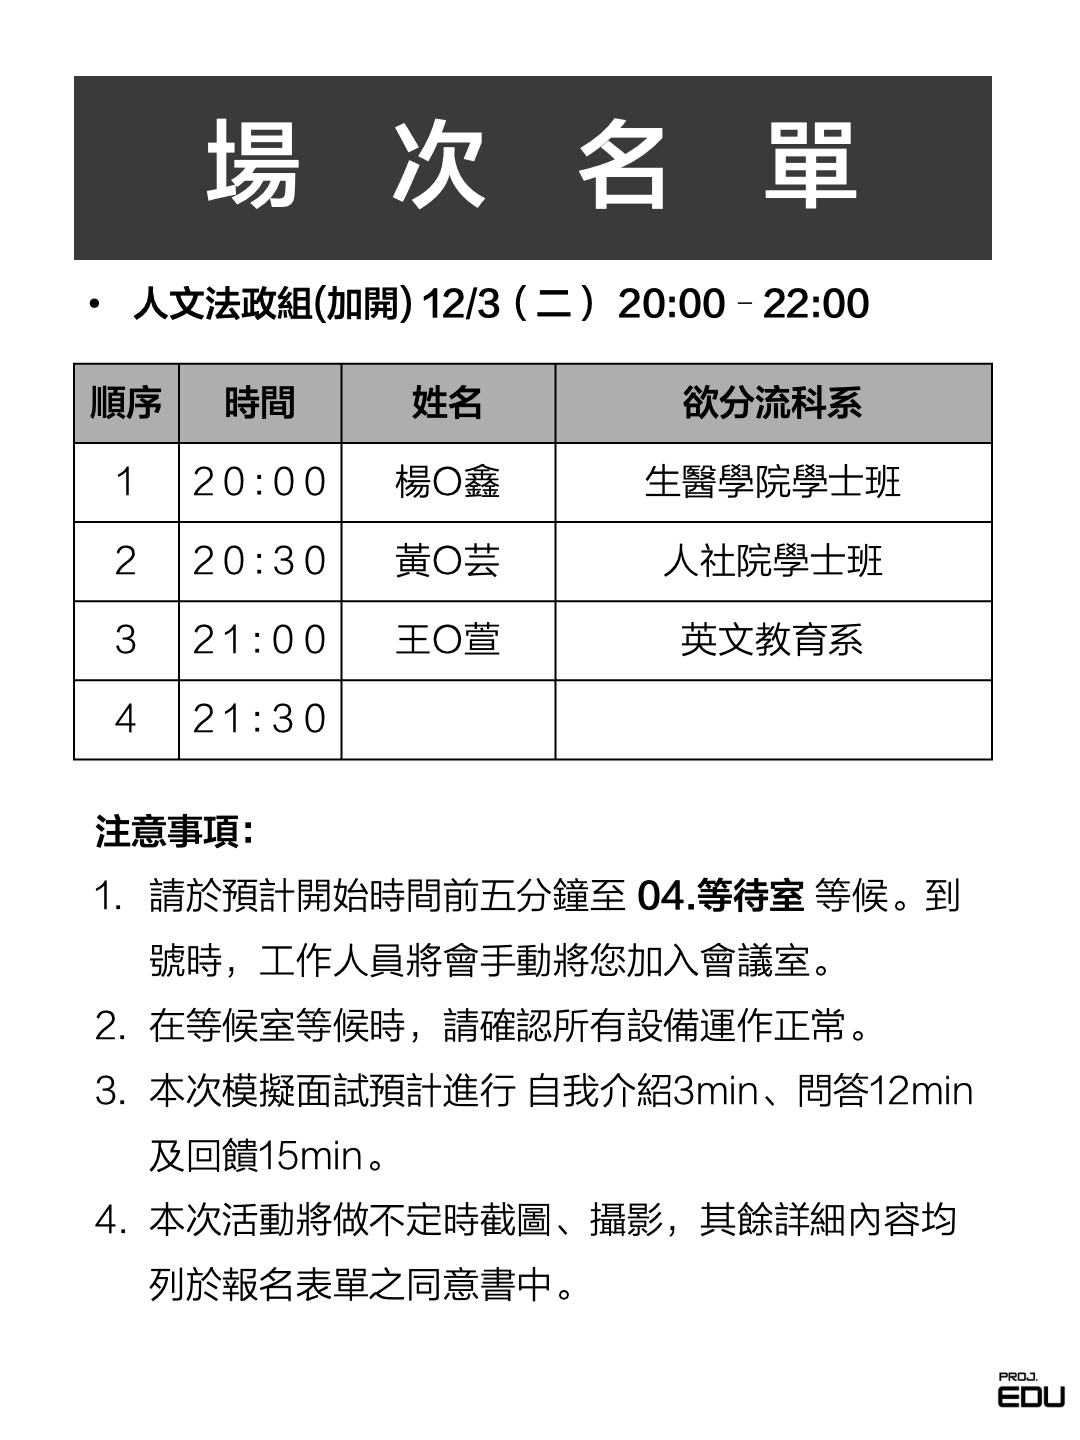 場次名單
• 人文法政組(加開) 12/3（二） 20:00–22:00
順序 時間 姓名 欲分流科系
1 20:00 楊O鑫 生醫學院學士班
2 20:30 黃O芸 人社院學士班
3 21:00 王O萱 英文教育系
4 21:30
注意事項：
1. 請於預計開始時間前五分鐘至 04.等待室 等候。到
號時，工作人員將會手動將您加入會議室。
2. 在等候室等候時，請確認所有設備運作正常。
3. 本次模擬面試預計進行 自我介紹3min、問答12min
及回饋15min。
4. 本次活動將做不定時截圖、攝影，其餘詳細內容均
列於報名表單之同意書中。
PROJ.
EDU